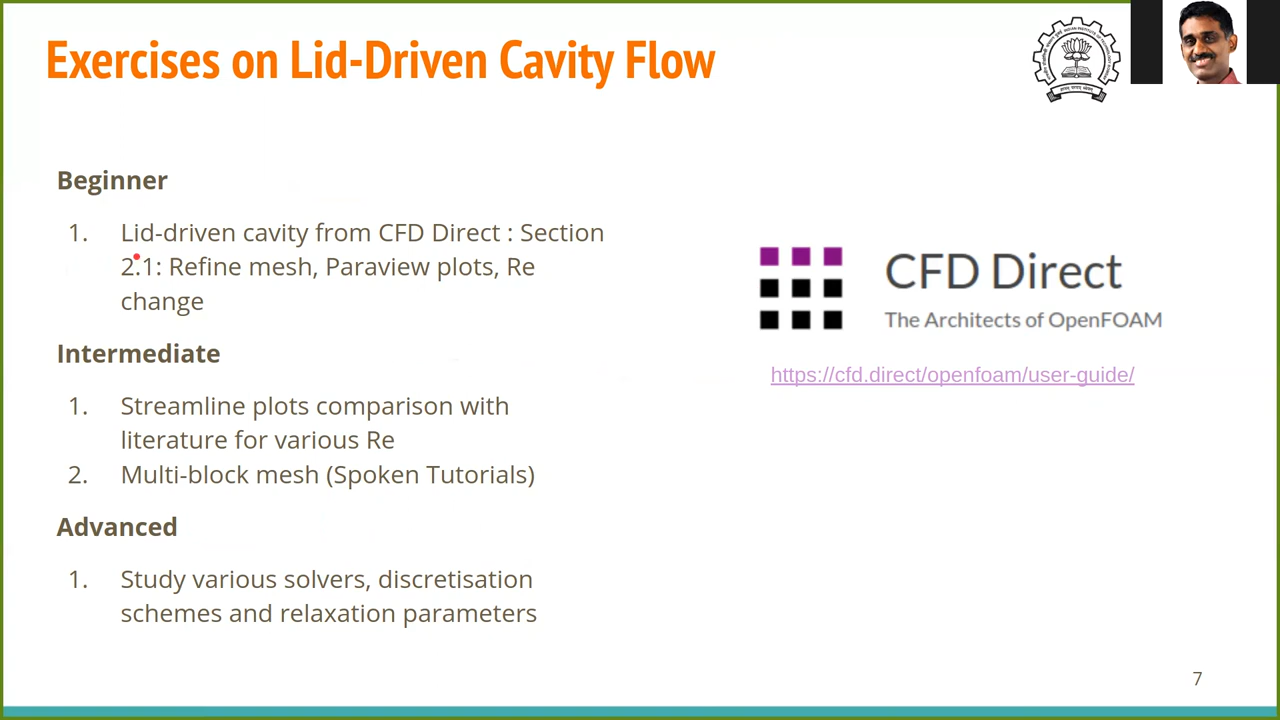 Exercises on Lid-Driven Cavity Flow
Beginner
1. Lid-driven cavity from CFD Direct : Section
2.1: Refine mesh, Paraview plots, Re
change
Intermediate
1. Streamline plots comparison with
literature for various Re
2. Multi-block mesh (Spoken Tutorials)
Advanced
1. Study various solvers, discretisation
schemes and relaxation parameters
CFD Direct
The Architects of OpenFOAM
https://cfd.direct/openfoam/user-guide/
7